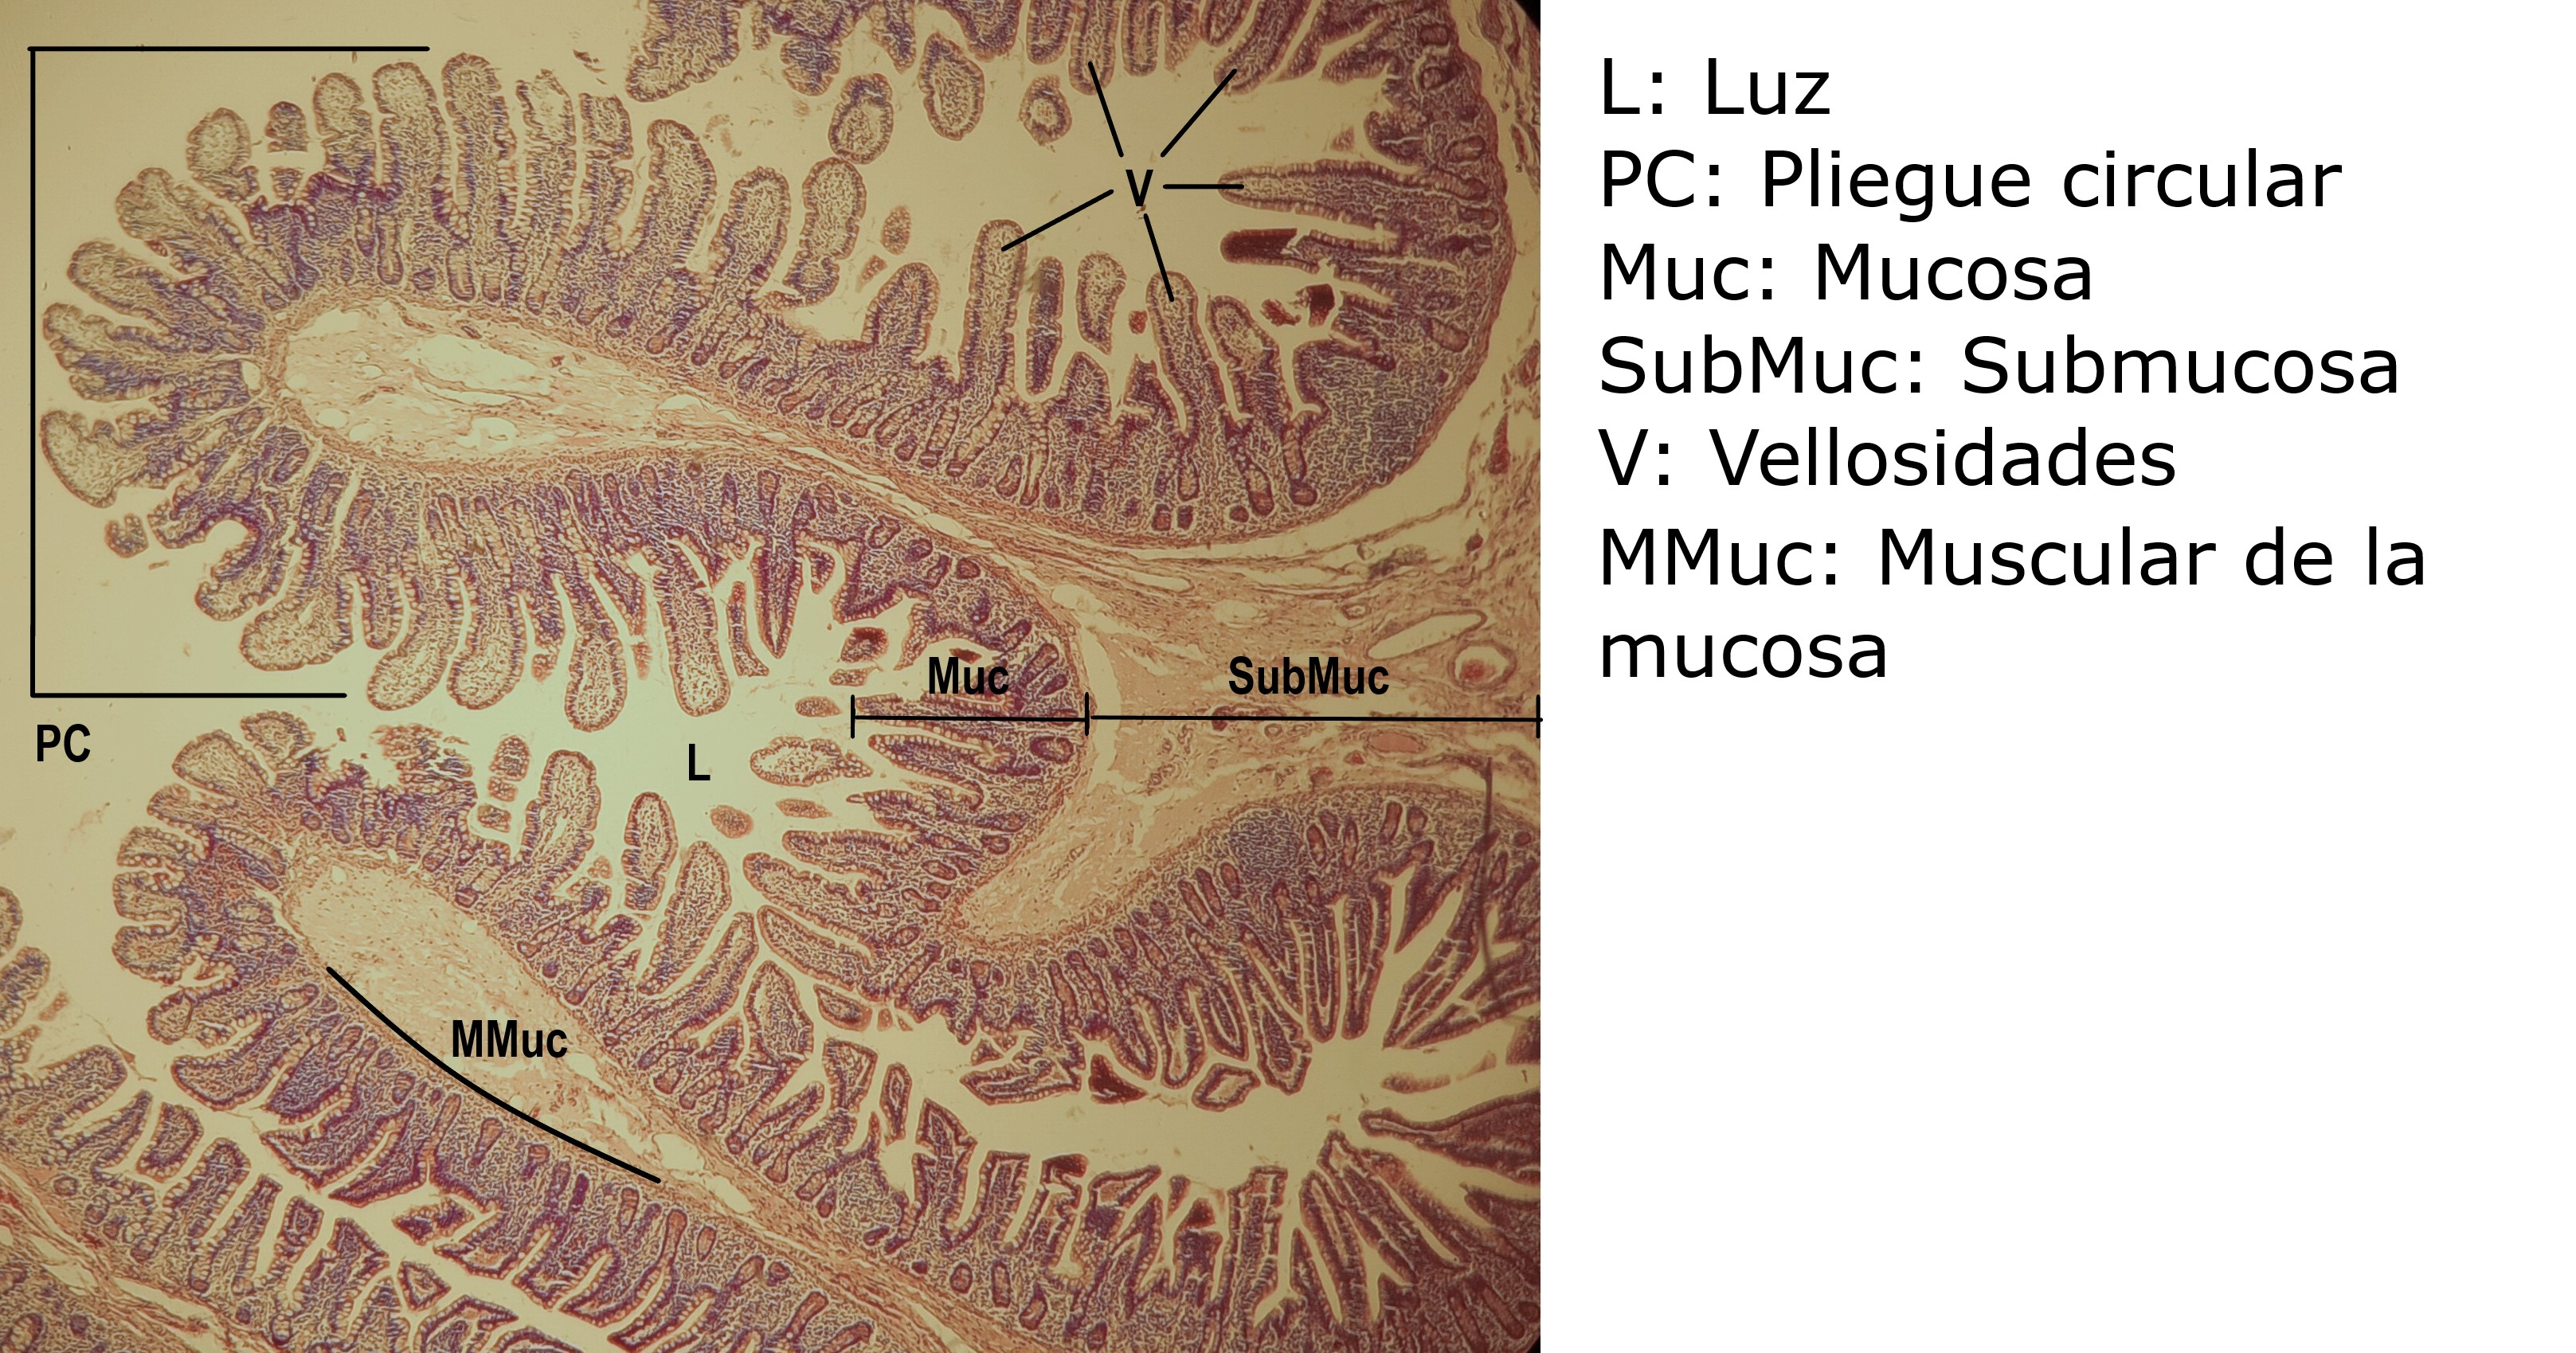 V
Muc
SubMuc
PC
L
MMuc
L: Luz
PC: Pliegue circular
Muc: Mucosa
SubMuc: Submucosa
V: Vellosidades
MMuc: Muscular de la
mucosa